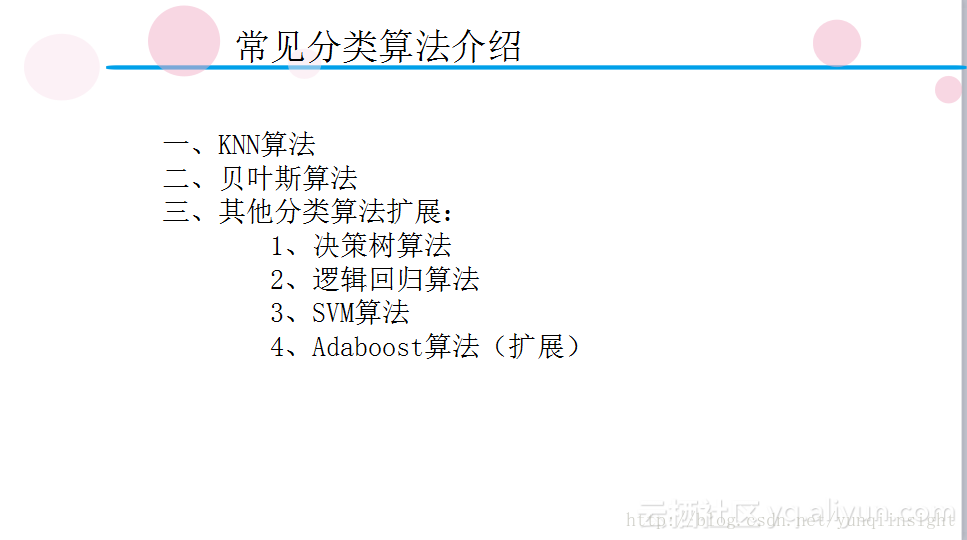 常见分类算法介绍
一、KNN算法
二、贝叶斯算法
三、其他分类算法扩展:
1、决策树算法
2、逻辑回归算法
3、SVM算法
4、Adaboost算法（扩展）
云栖社区 yq.aliyun.com
http://blog.csdn.net/yunqiinsight